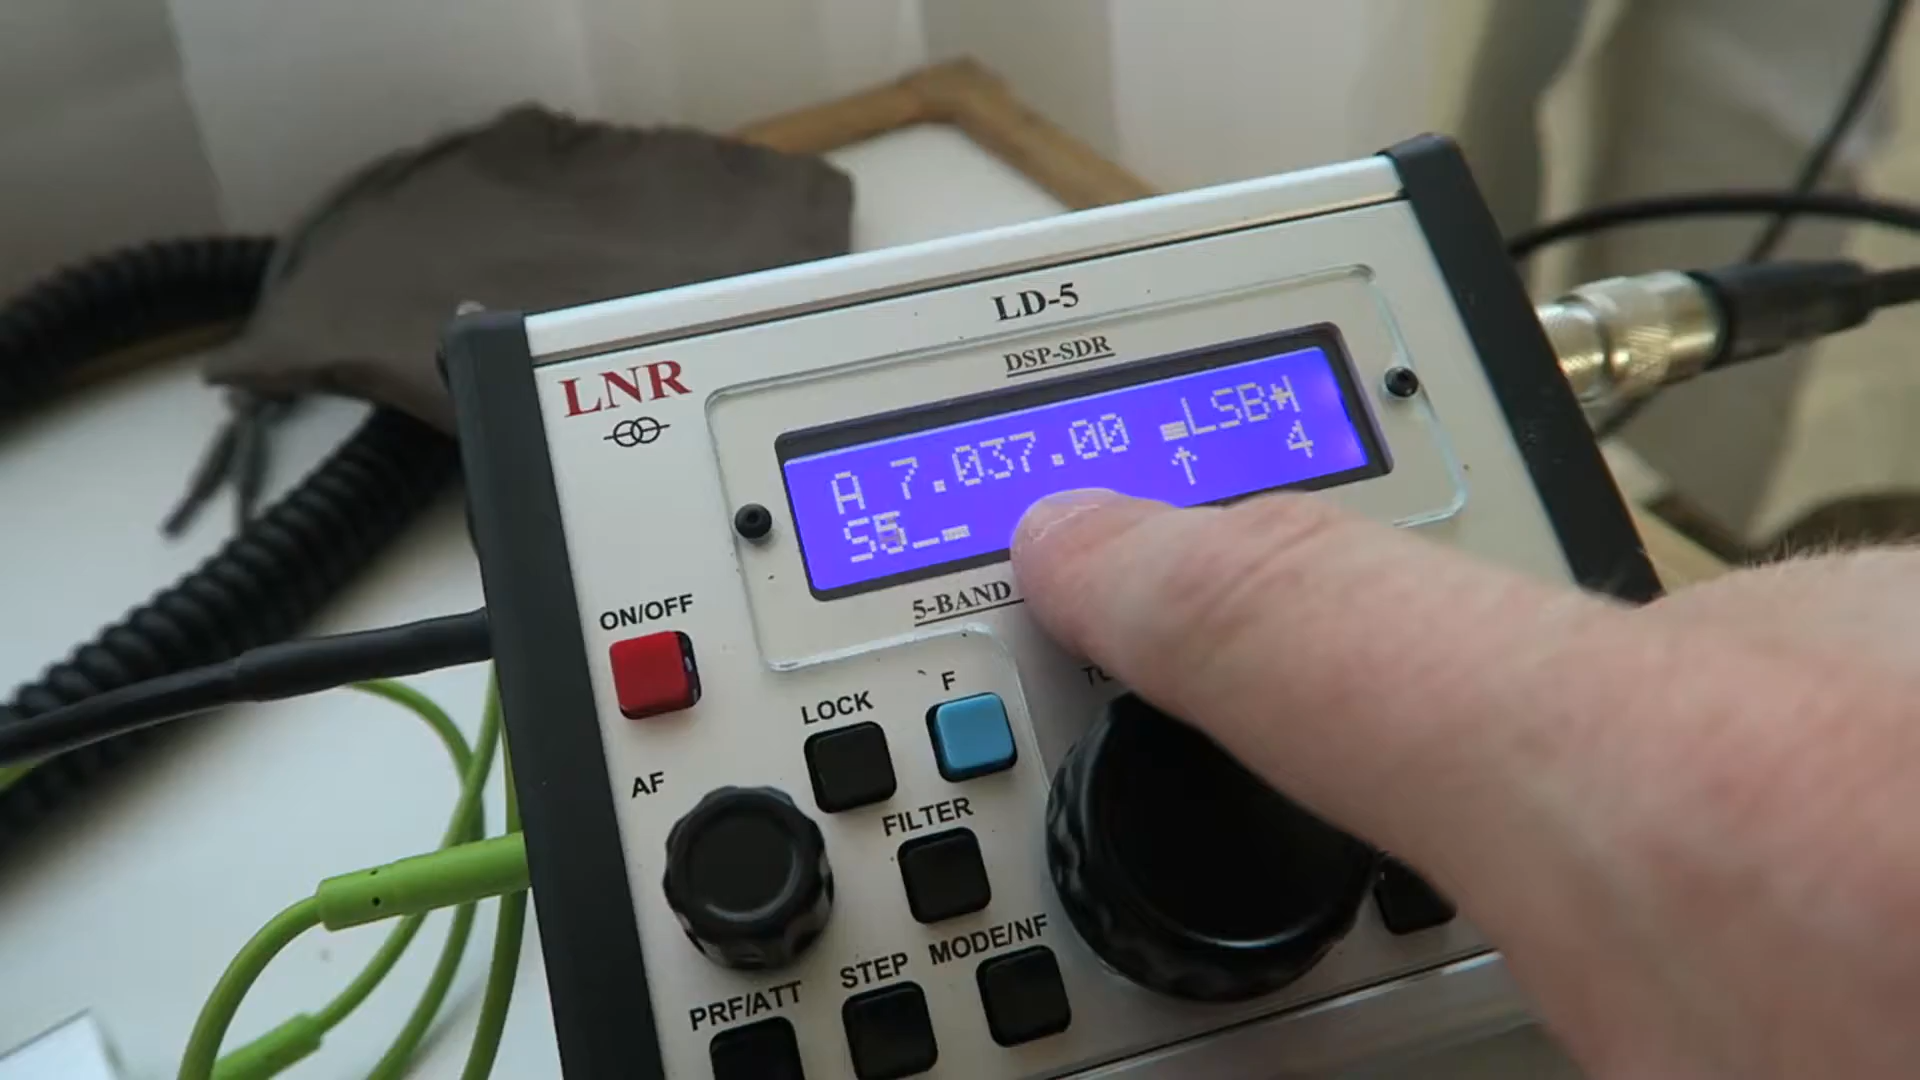 LD-5
DSP-SDR
LNR
A 7.037.00 LSB*
4
S5
5-BAND
ON/OFF
LOCK
F
AF
FILTER
MODE/NF
STEP
PRF/ATT